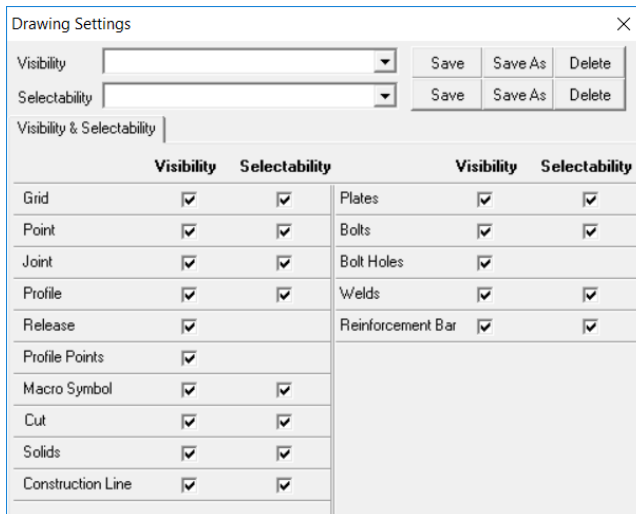 Drawing Settings
Visibility Save Save As Delete
Selectability Save Save As Delete
Visibility & Selectability
Visibility Selectability Visibility Selectability
Grid Plates
Point Bolts
Joint Bolt Holes
Profile Welds
Release Reinforcement Bar
Profile Points
Macro Symbol
Cut
Solids
Construction Line